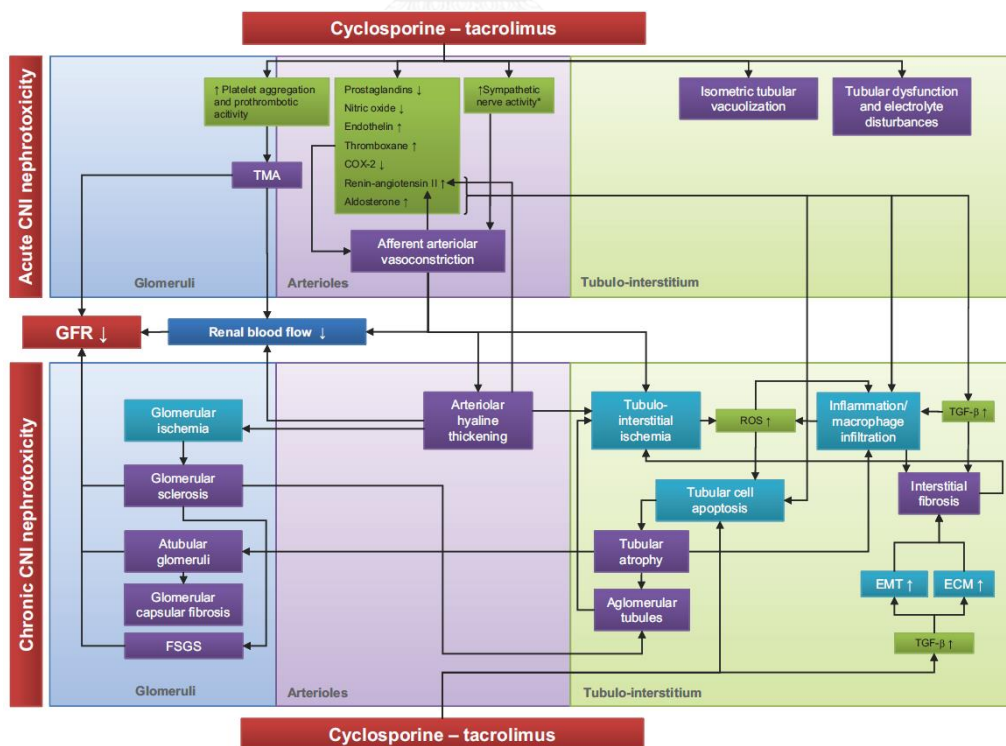 Cyclosporine – tacrolimus
Acute CNI nephrotoxicity
↑ Platelet aggregation
and prothrombotic
acitivity
TMA
Glomeruli
Prostaglandins ↓
Nitric oxide ↓
Endothelin ↑
Thromboxane ↑
COX-2 ↓
Renin-angiotensin II ↑
Aldosterone ↑
↑Sympathetic
nerve activity*
Afferent arteriolar
vasoconstriction
Arterioles
Isometric tubular
vacuolization
Tubular dysfunction
and electrolyte
disturbances
Tubulo-interstitium
GFR ↓
Renal blood flow ↓
Chronic CNI nephrotoxicity
Glomerular
ischemia
Glomerular
sclerosis
Atubular
glomeruli
Glomerular
capsular fibrosis
FSGS
Glomeruli
Arteriolar
hyaline
thickening
Arterioles
Tubulo-
interstitial
ischemia
ROS ↑
Inflammation/
macrophage
infiltration
TGF-β ↑
Tubular cell
apoptosis
Interstitial
fibrosis
Tubular
atrophy
Aglomerular
tubules
EMT ↑
ECM ↑
TGF-β ↑
Tubulo-interstitium
Cyclosporine – tacrolimus